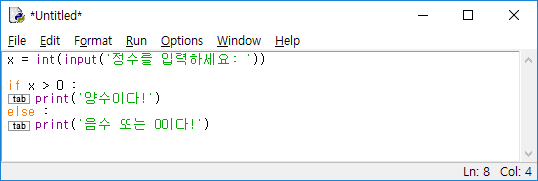 *Untitled*
File Edit Format Run Options Window Help
x = int(input('정수를 입력하세요: '))
if x > 0 :
tab print('양수이다!')
else :
tab print('음수 또는 0이다!')
Ln: 8 Col: 4